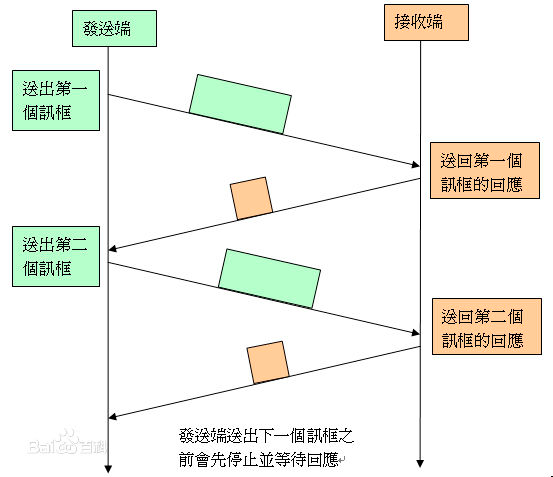 發送端
接收端
送出第一
個訊框
送回第一個
訊框的回應
送出第二
個訊框
送回第二個
訊框的回應
發送端送出下一個訊框之
前會先停止並等待回應
Bai百科